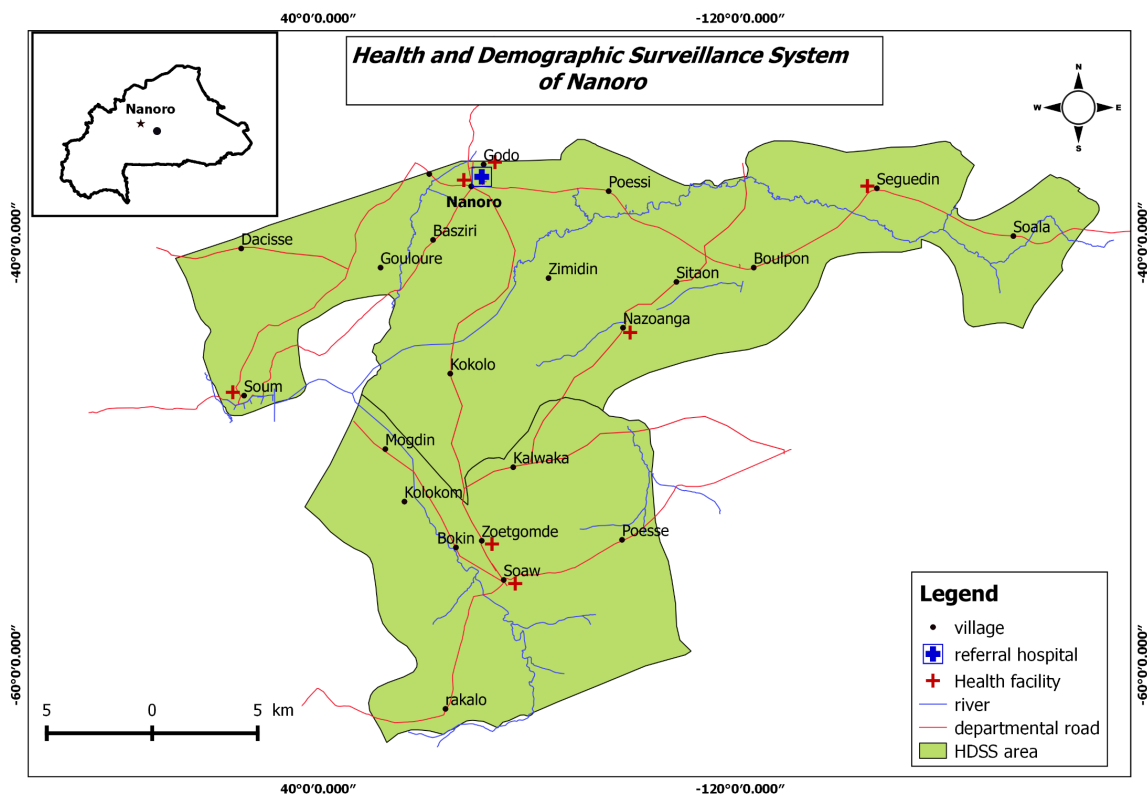 40°0'0.000″
-120°0'0.000″
Health and Demographic Surveillance System
of Nanoro
Nanoro
N
W
E
S
Godo
Poessi
Seguedin
Nanoro
-40°0'0.000″
-40°0'0.000″
Dacisse
Basziri
Soala
Gouloure
Zimidin
Sitaon
Boulpon
Nazoanga
Kokolo
Soum
Mogdin
Kalwaka
Kolokom
Bokin
Zoetgomde
Poesse
Soaw
rakalo
-60°0'0.000″
-60°0'0.000″
Legend
village
referral hospital
Health facility
river
departmental road
HDSS area
5 0 5 km
40°0'0.000″
-120°0'0.000″